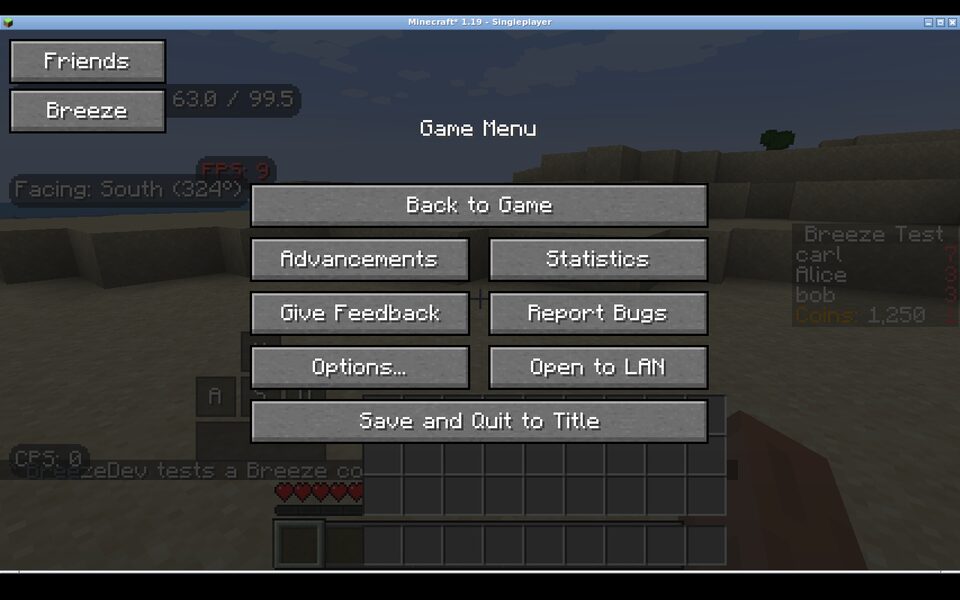 Minecraft* 1.19 - Singleplayer
Friends
Breeze
63.0 / 99.5
Game Menu
FPS: 9
Facing: South (324°)
Back to Game
Advancements
Statistics
Give Feedback
Report Bugs
Options...
Open to LAN
Save and Quit to Title
Breeze Test
carl
Alice
bob
Coins: 1,250
A
CPS: 0
BreezeDev tests a Breeze co